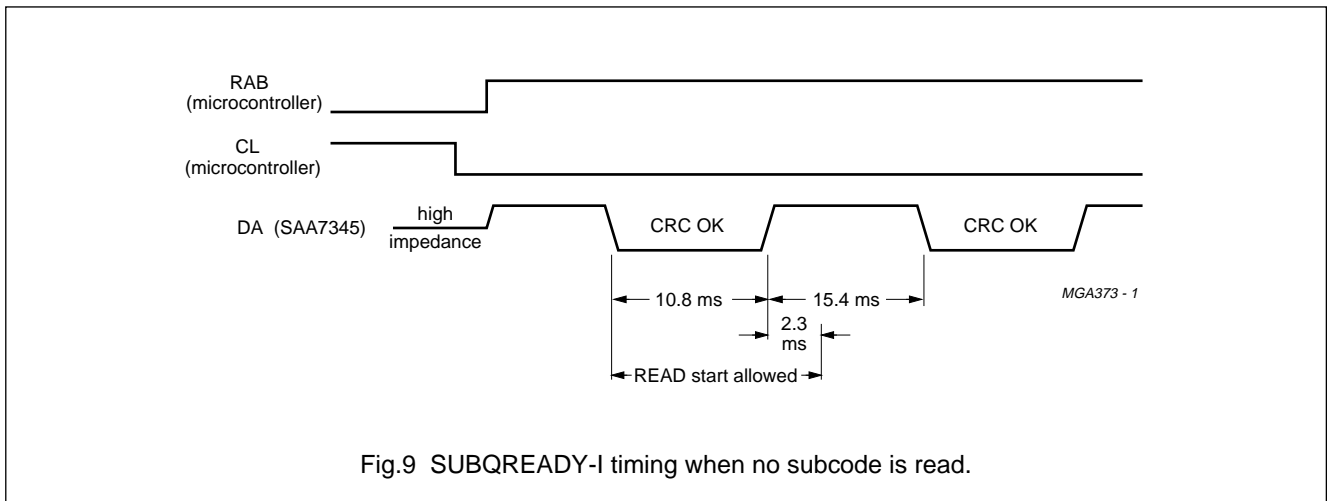 RAB
(microcontroller)
CL
(microcontroller)
DA (SAA7345)
high
impedance
CRC OK
CRC OK
10.8 ms
15.4 ms
MGA373 - 1
2.3
ms
READ start allowed
Fig.9 SUBQREADY-I timing when no subcode is read.